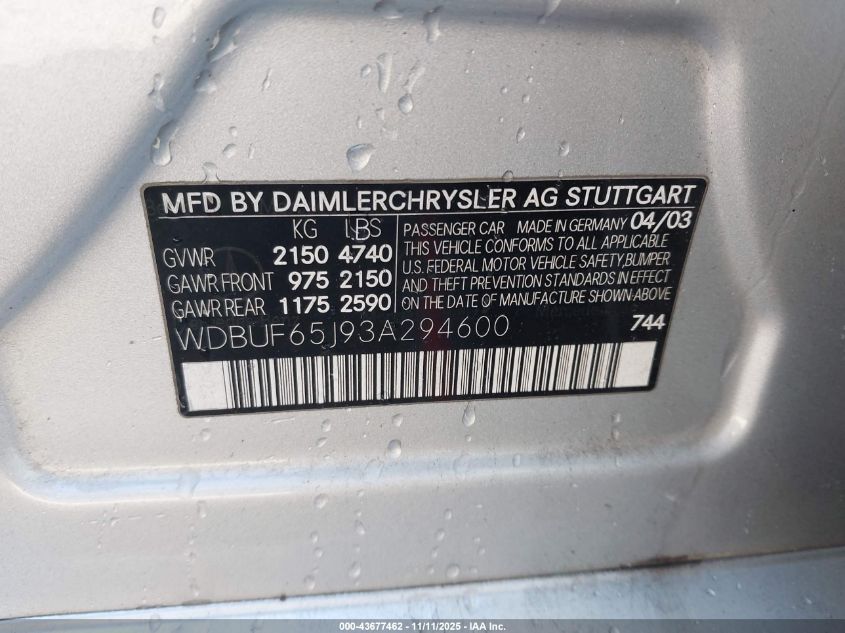 MFD BY DAIMLERCHRYSLER AG STUTTGART
KG LBS
GVWR 2150 4740
GAWR FRONT 975 2150
GAWR REAR 1175 2590
PASSENGER CAR MADE IN GERMANY 04/03
THIS VEHICLE CONFORMS TO ALL APPLICABLE
U.S. FEDERAL MOTOR VEHICLE SAFETY,BUMPER
AND THEFT PREVENTION STANDARDS IN EFFECT
ON THE DATE OF MANUFACTURE SHOWN ABOVE
WDBUF65J93A294600 744
000-43677462 - 11/11/2025 - © IAA Inc.